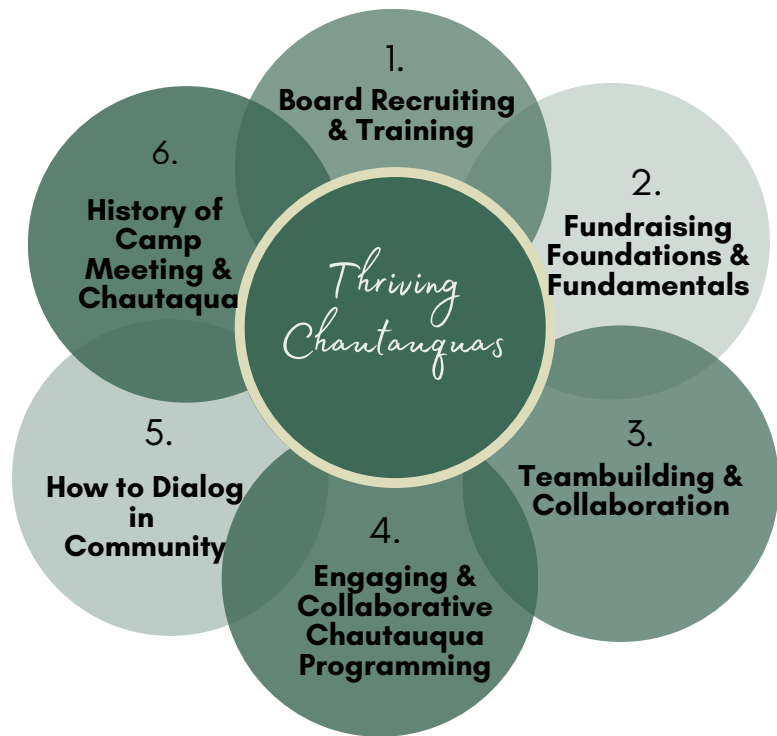 1.
Board Recruiting
& Training
2.
Fundraising
Foundations &
Fundamentals
3.
Teambuilding &
Collaboration
4.
Engaging &
Collaborative
Chautauqua
Programming
5.
How to Dialog
in
Community
6.
History of
Camp
Meeting &
Chautaqua
Thriving
Chautauquas